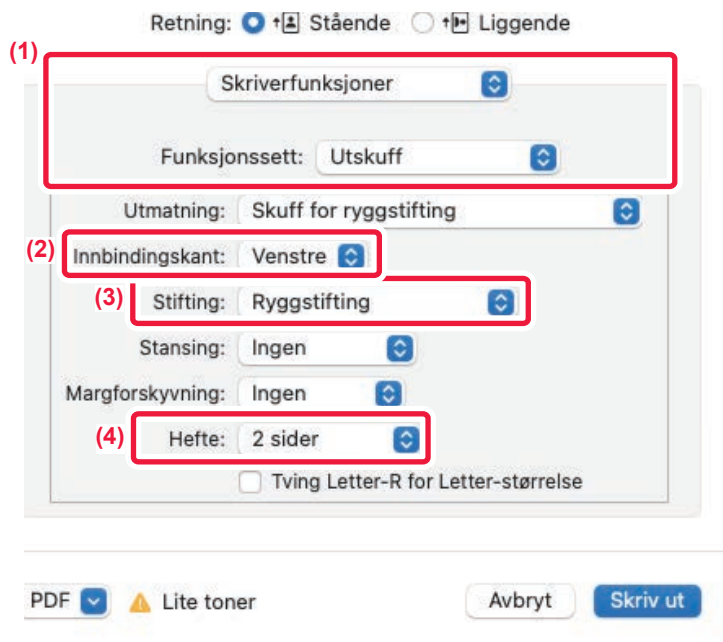 Retning: Stående Liggende
(1)
Skriverfunksjoner
Funksjonssett: Utskuff
Utmatning: Skuff for ryggstifting
(2) Innbindingskant: Venstre
(3) Stifting: Ryggstifting
Stansing: Ingen
Margforskyvning: Ingen
(4) Hefte: 2 sider
Tving Letter-R for Letter-størrelse
PDF Lite toner Avbryt Skriv ut